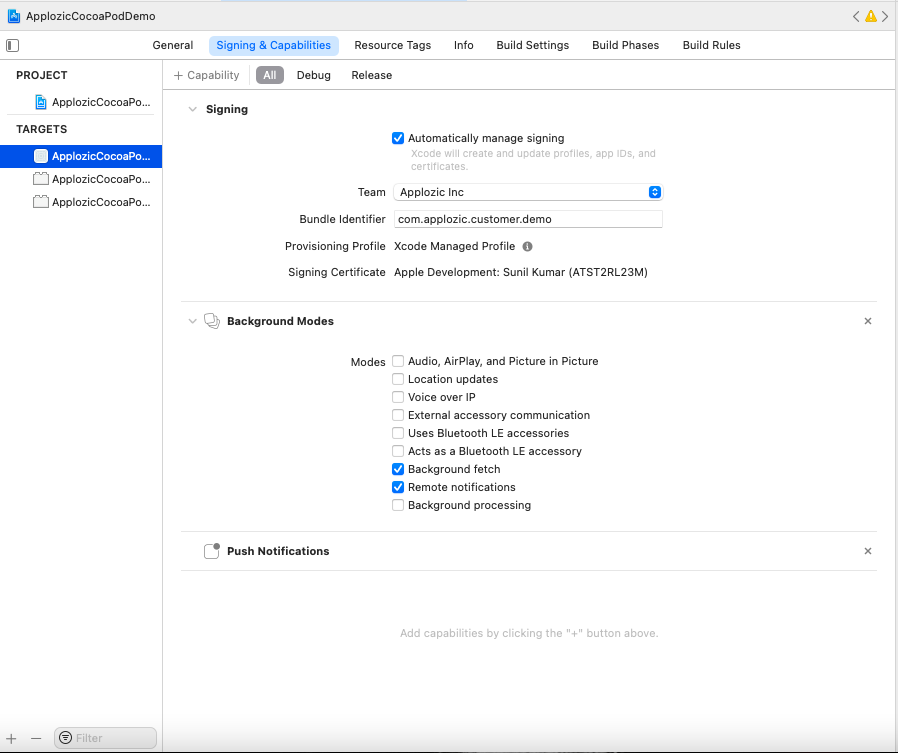 ApplozicCocoaPodDemo
General Signing & Capabilities Resource Tags Info Build Settings Build Phases Build Rules
PROJECT
ApplozicCocoaPo...
TARGETS
ApplozicCocoaPo...
ApplozicCocoaPo...
ApplozicCocoaPo...
+ Capability All Debug Release
Signing
Automatically manage signing
Xcode will create and update profiles, app IDs, and
certificates.
Team Applozic Inc
Bundle Identifier com.applozic.customer.demo
Provisioning Profile Xcode Managed Profile
Signing Certificate Apple Development: Sunil Kumar (ATST2RL23M)
Background Modes
Modes Audio, AirPlay, and Picture in Picture
Location updates
Voice over IP
External accessory communication
Uses Bluetooth LE accessories
Acts as a Bluetooth LE accessory
Background fetch
Remote notifications
Background processing
Push Notifications
Add capabilities by clicking the "+" button above.
Filter